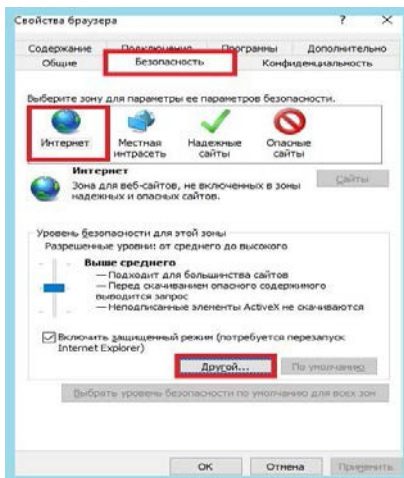 Свойства браузера ? ×
Содержание Подключения Программы Дополнительно
Общие Безопасность Конфиденциальность
Выберите зону для параметры ее параметров безопасности.
Интернет Местная интрасеть Надежные сайты Опасные сайты
Интернет Сайты
Зона для веб-сайтов, не включенных в зоны
надежных и опасных сайтов.
Уровень безопасности для этой зоны
Разрешенные уровни: от среднего до высокого
Выше среднего
— Подходит для большинства сайтов
— Перед скачиванием опасного содержимого
выводится запрос
— Неподписанные элементы ActiveX не скачиваются
Включить защищенный режим (потребуется перезапуск
Internet Explorer)
Другой... По умолчанию
Выбрать уровень безопасности по умолчанию для всех зон
ОК Отмена Применить